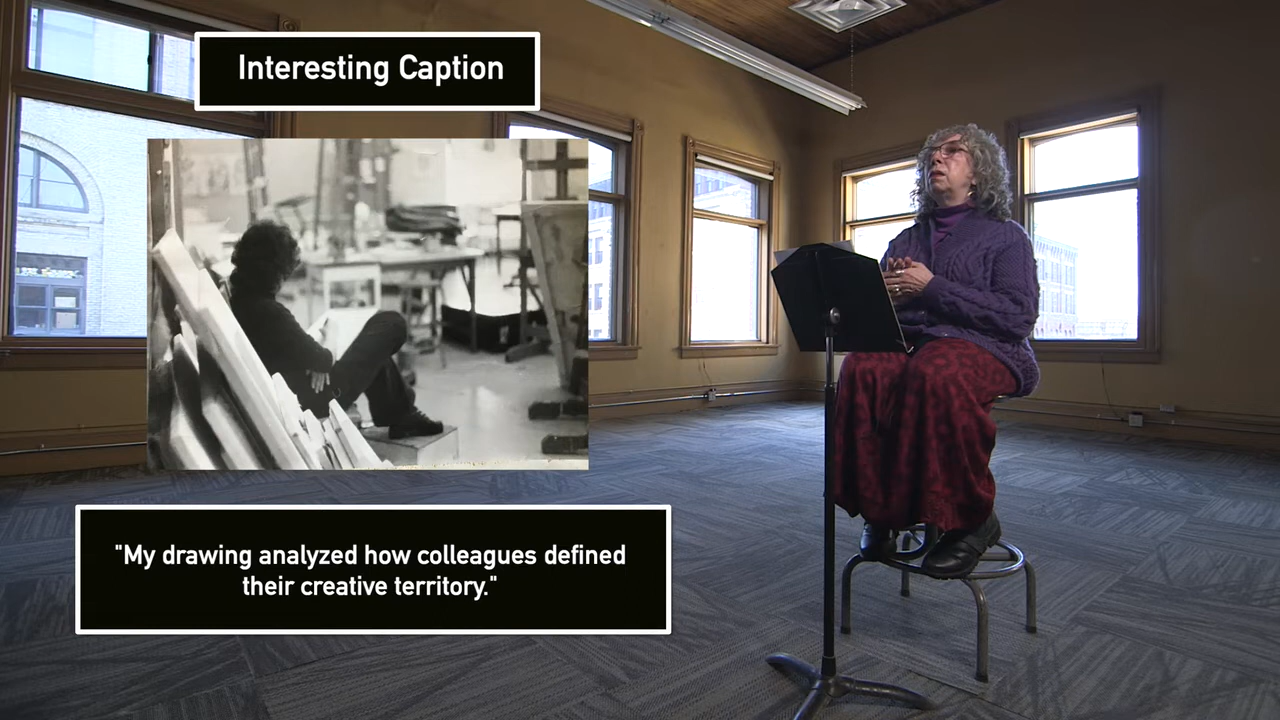 Interesting Caption
"My drawing analyzed how colleagues defined
their creative territory."